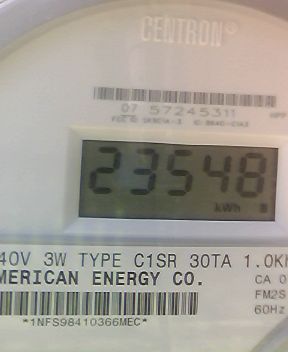 CENTRON®
07 57245311
23548
kWh
40V 3W TYPE C1SR 30TA 1.0K
MERICAN ENERGY CO.
CA 0
FM2S
60Hz
*1NFS98410366MEC*